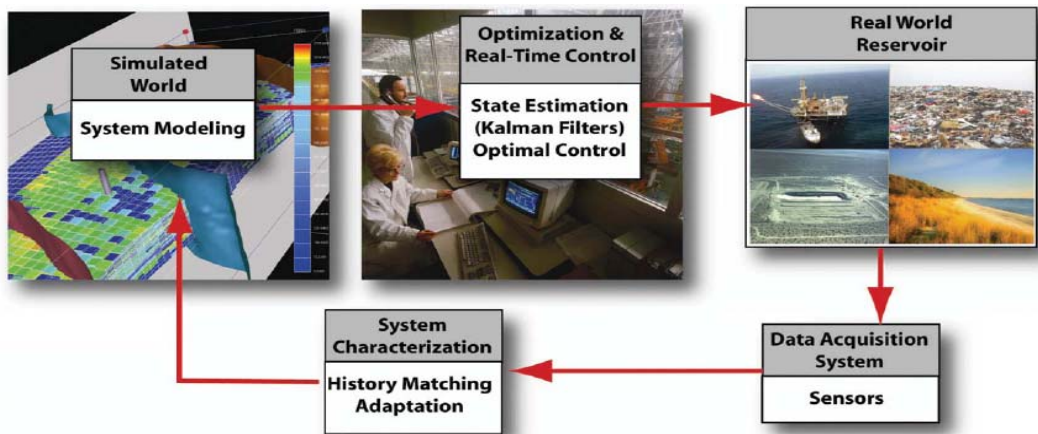 Simulated
World
System Modeling
Optimization &
Real-Time Control
State Estimation
(Kalman Filters)
Optimal Control
Real World
Reservoir
Data Acquisition
System
Sensors
System
Characterization
History Matching
Adaptation